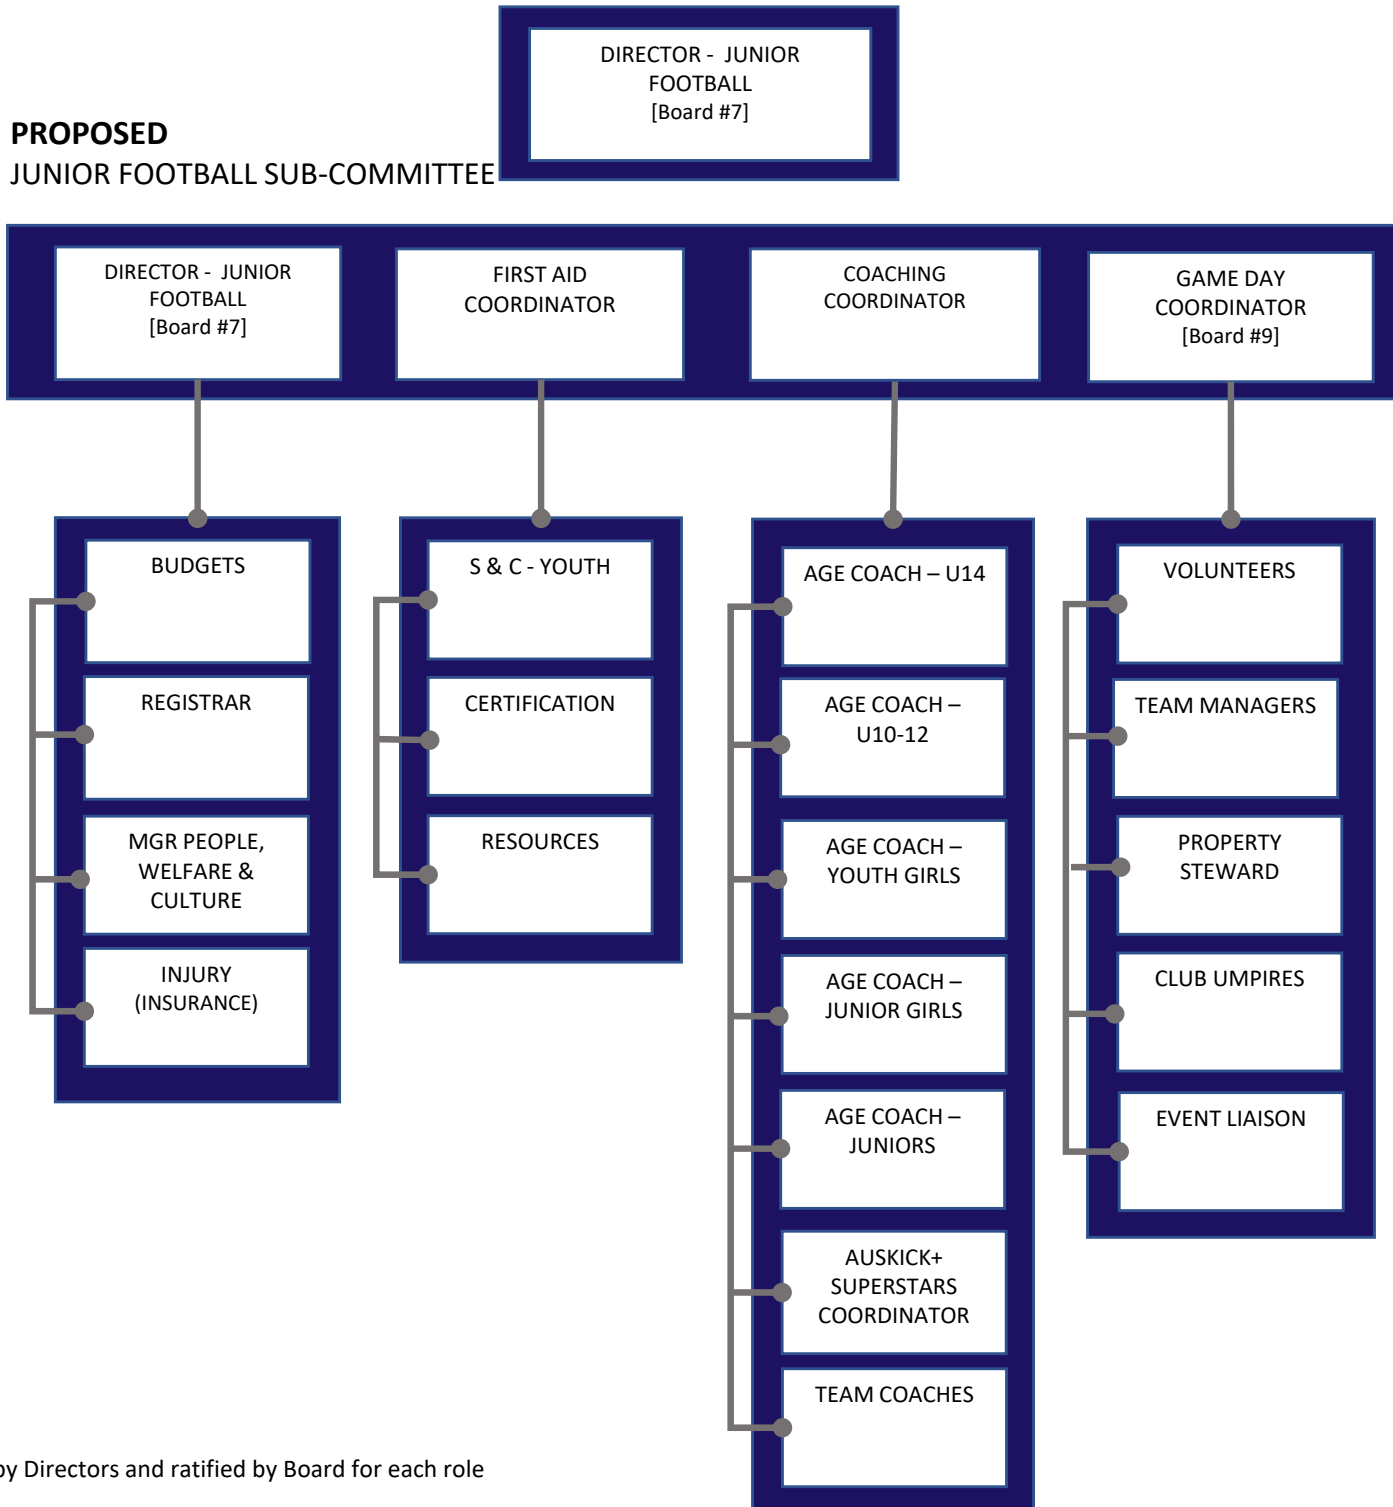 DIRECTOR - JUNIOR
FOOTBALL
[Board #7]
PROPOSED
JUNIOR FOOTBALL SUB-COMMITTEE
DIRECTOR - JUNIOR
FOOTBALL
[Board #7]
FIRST AID
COORDINATOR
COACHING
COORDINATOR
GAME DAY
COORDINATOR
[Board #9]
BUDGETS
REGISTRAR
MGR PEOPLE,
WELFARE &
CULTURE
INJURY
(INSURANCE)
S & C - YOUTH
CERTIFICATION
RESOURCES
AGE COACH – U14
AGE COACH –
U10-12
AGE COACH –
YOUTH GIRLS
AGE COACH –
JUNIOR GIRLS
AGE COACH –
JUNIORS
AUSKICK+
SUPERSTARS
COORDINATOR
TEAM COACHES
VOLUNTEERS
TEAM MANAGERS
PROPERTY
STEWARD
CLUB UMPIRES
EVENT LIAISON
by Directors and ratified by Board for each role